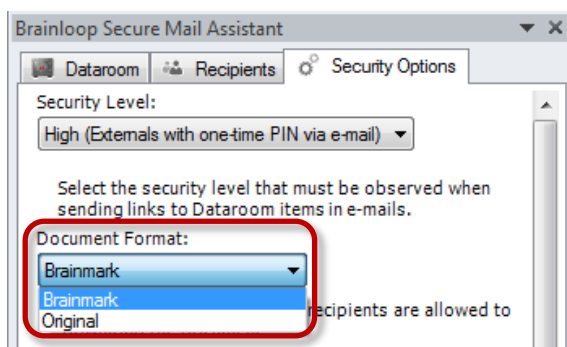 Brainloop Secure Mail Assistant
Dataroom Recipients Security Options
Security Level:
High (Externals with one-time PIN via e-mail)
Select the security level that must be observed when
sending links to Dataroom items in e-mails.
Document Format:
Brainmark
Brainmark
Original
recipients are allowed to